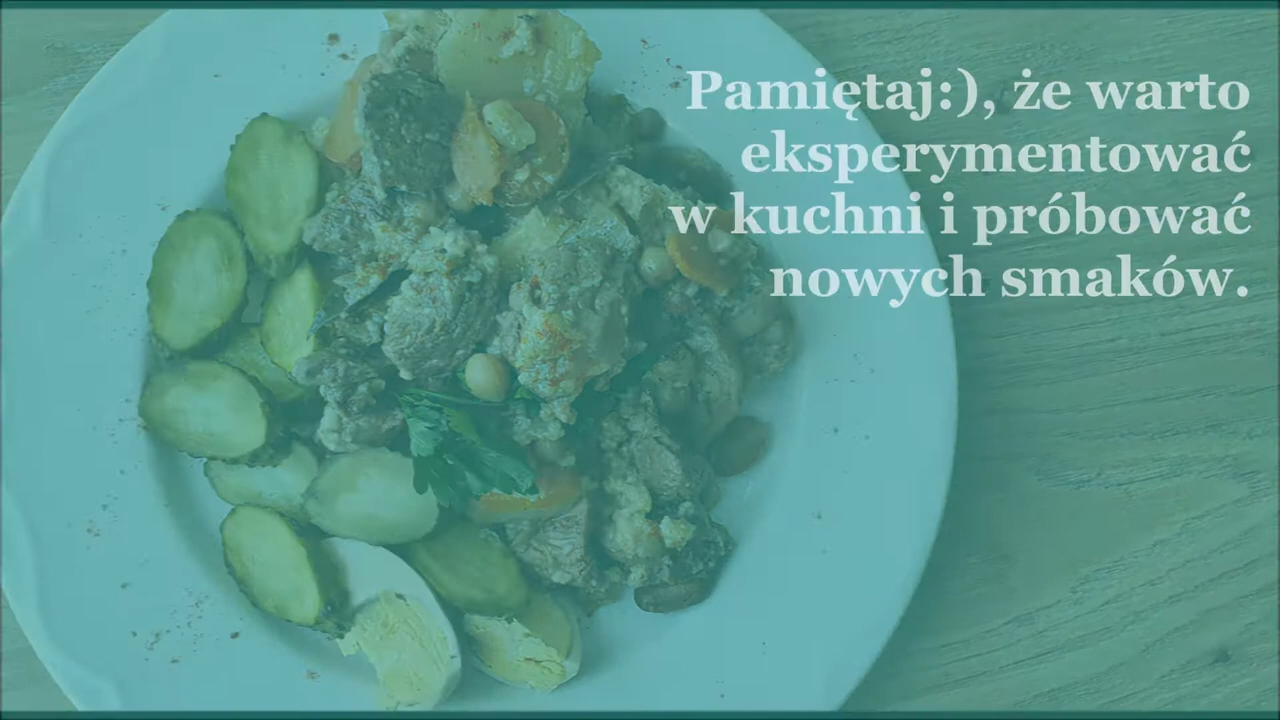 Pamiętaj:), że warto
eksperymentować
w kuchni i próbować
nowych smaków.